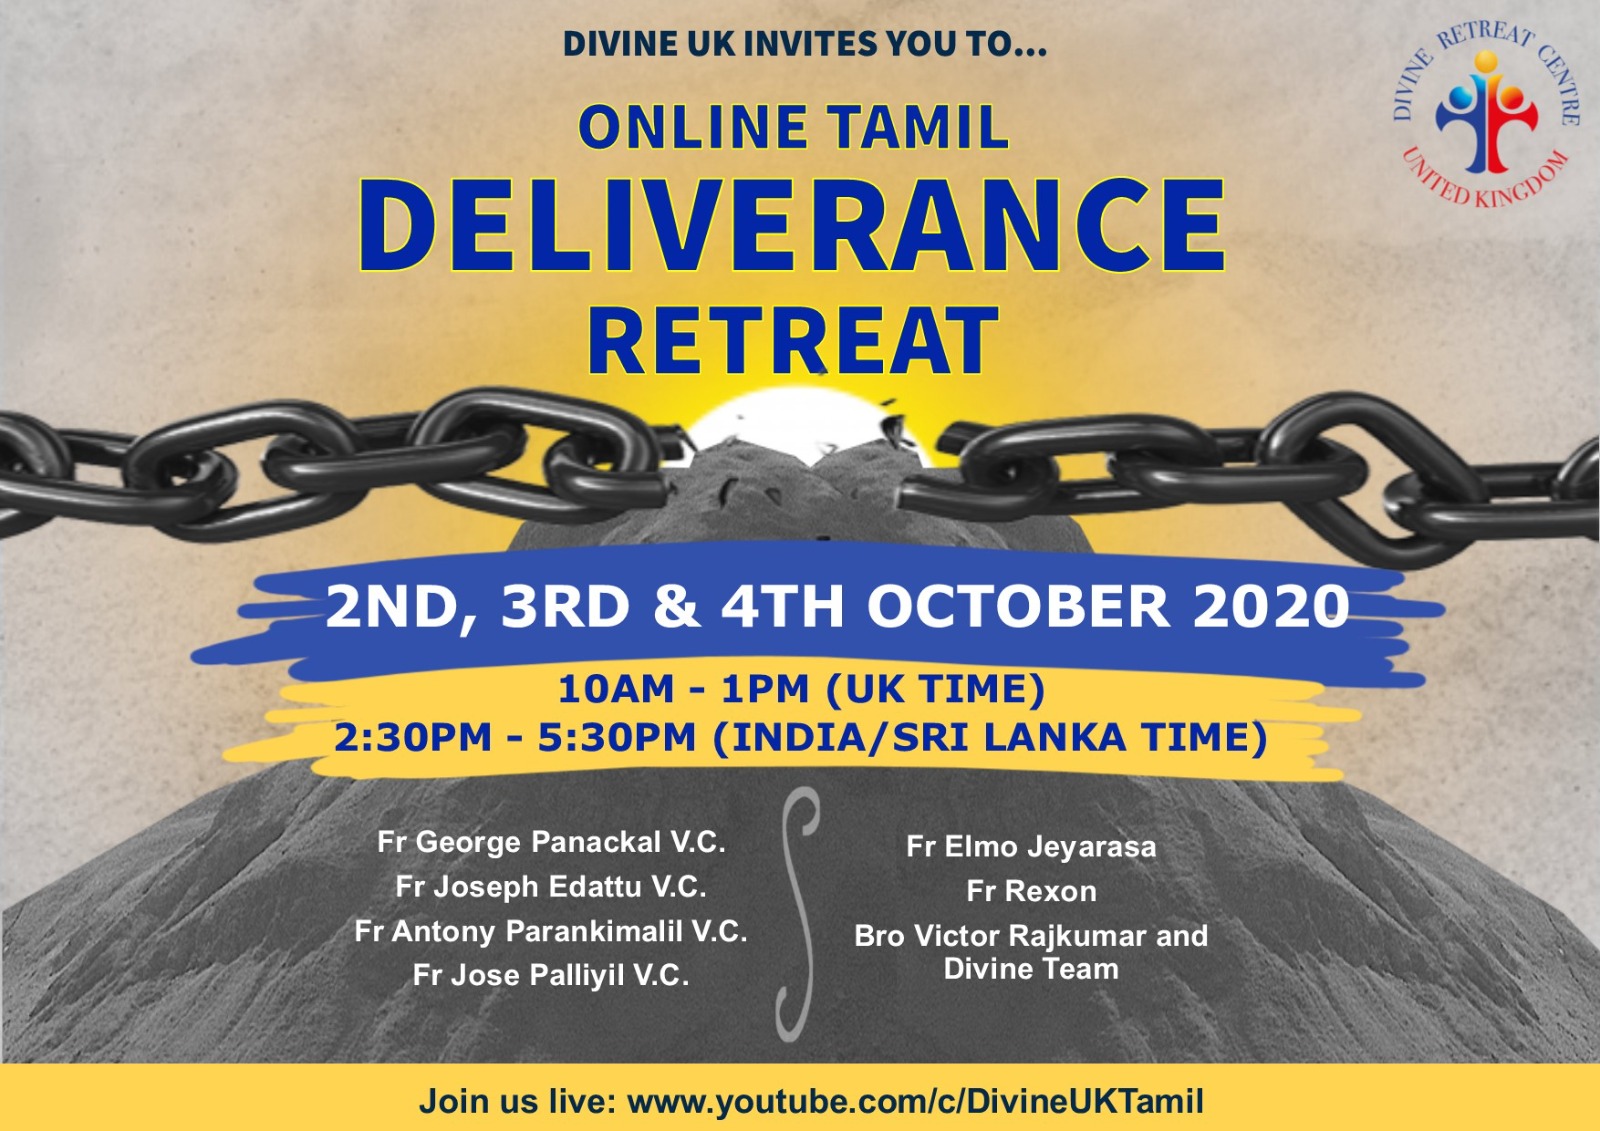 DIVINE UK INVITES YOU TO...
DIVINE RETREAT CENTRE
UNITED KINGDOM
ONLINE TAMIL
DELIVERANCE
RETREAT
2ND, 3RD & 4TH OCTOBER 2020
10AM - 1PM (UK TIME)
2:30PM - 5:30PM (INDIA/SRI LANKA TIME)
Fr George Panackal V.C.
Fr Joseph Edattu V.C.
Fr Antony Parankimalil V.C.
Fr Jose Palliyil V.C.
Fr Elmo Jeyarasa
Fr Rexon
Bro Victor Rajkumar and
Divine Team
Join us live: www.youtube.com/c/DivineUKTamil